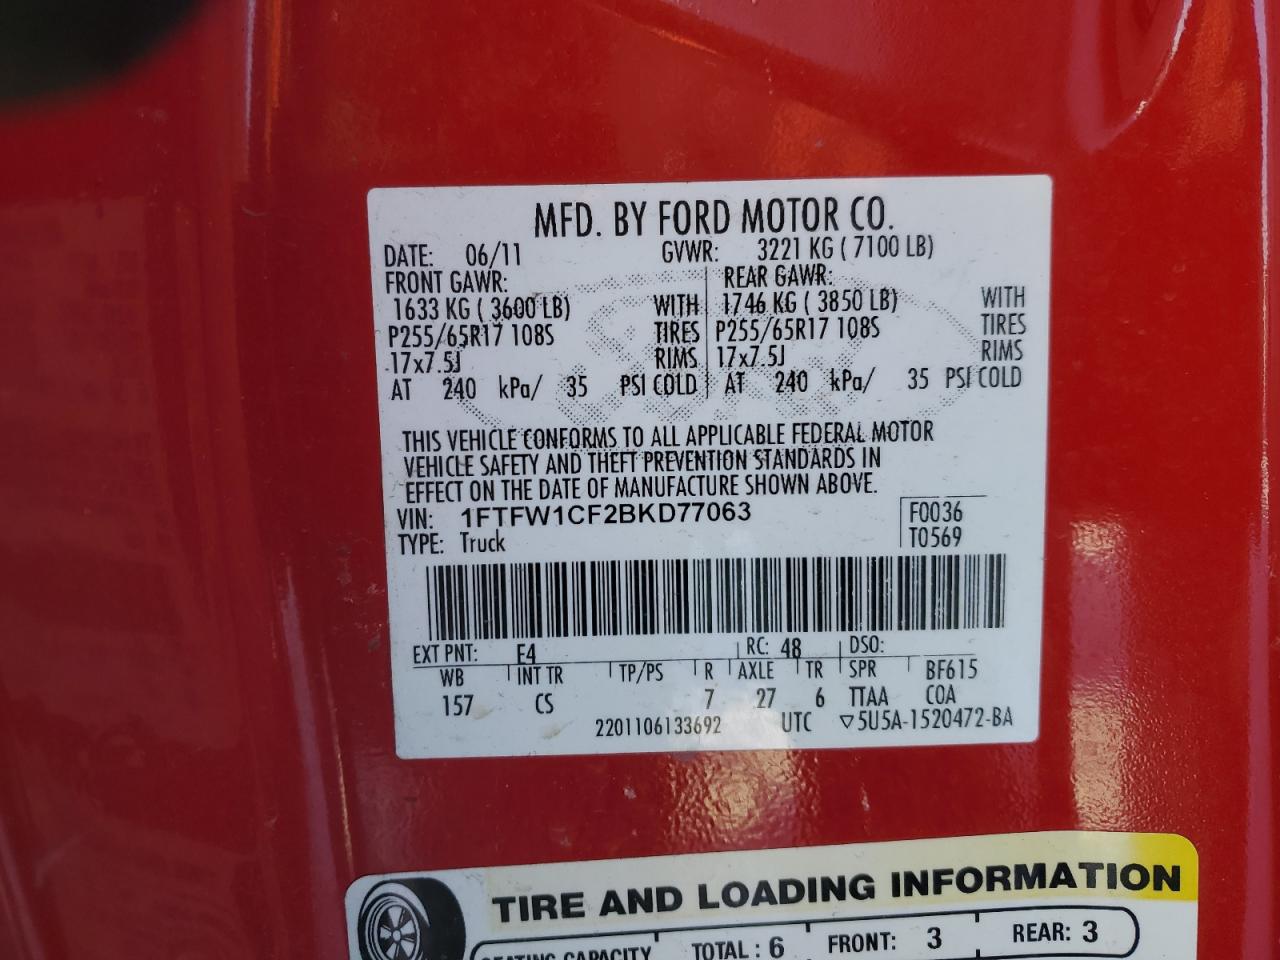 MFD. BY FORD MOTOR CO.
DATE: 06/11 GVWR: 3221 KG ( 7100 LB)
FRONT GAWR: REAR GAWR:
1633 KG ( 3600 LB) WITH 1746 KG ( 3850 LB) WITH
P255/65R17 108S TIRES P255/65R17 108S TIRES
17x7.5J RIMS 17x7.5J RIMS
AT 240 kPa/ 35 PSI COLD AT 240 kPa/ 35 PSI COLD
THIS VEHICLE CONFORMS TO ALL APPLICABLE FEDERAL MOTOR
VEHICLE SAFETY AND THEFT PREVENTION STANDARDS IN
EFFECT ON THE DATE OF MANUFACTURE SHOWN ABOVE.
VIN: 1FTFW1CF2BKD77063 F0036
TYPE: Truck T0569
EXT PNT: E4 RC: 48 DSO:
WB INT TR TP/PS R AXLE TR SPR BF615
157 CS 7 27 6 TTAA COA
2201106133692 UTC ▽5U5A-1520472-BA
TIRE AND LOADING INFORMATION
SEATING CAPACITY TOTAL : 6 FRONT: 3 REAR: 3